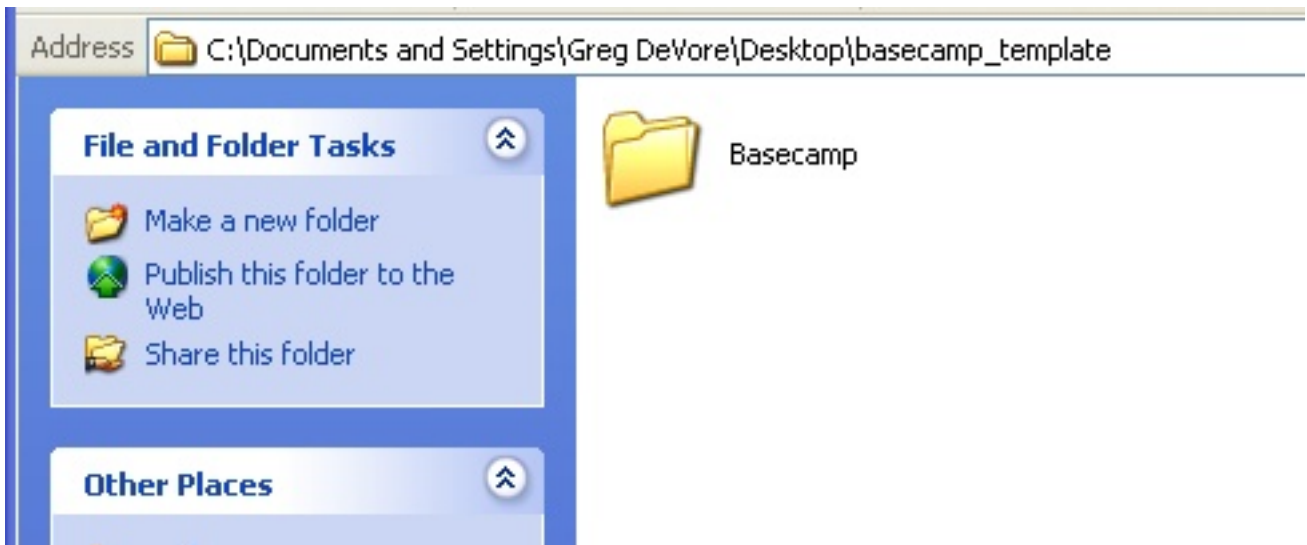 Address C:\Documents and Settings\Greg DeVore\Desktop\basecamp_template
File and Folder Tasks
Make a new folder
Publish this folder to the
Web
Share this folder
Other Places
Basecamp